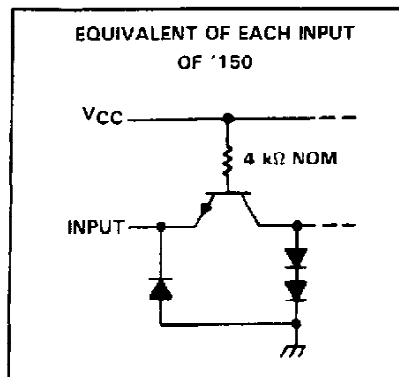 EQUIVALENT OF EACH INPUT
OF '150
VCC
4 kΩ NOM
INPUT